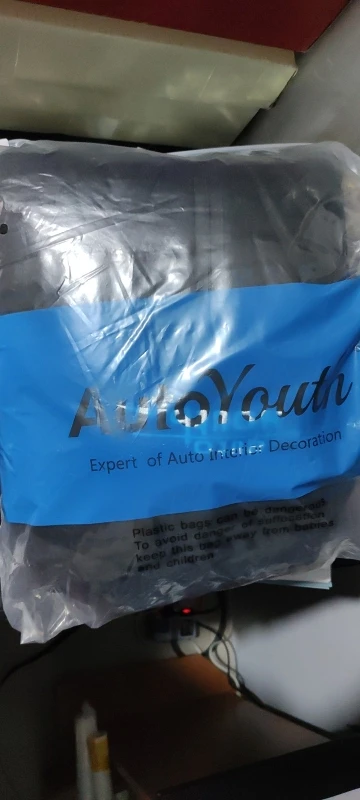 AutoYouth
Expert of Auto Interior Decoration
Plastic bags can be dangerous
To avoid danger of suffocation
keep this bag away from babies
and children